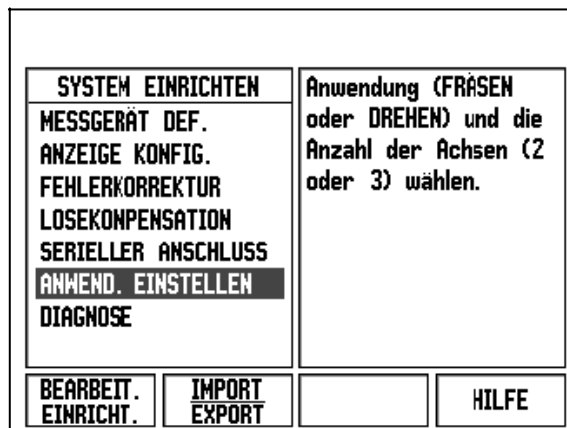 SYSTEM EINRICHTEN
MESSGERÄT DEF.
ANZEIGE KONFIG.
FEHLERKORREKTUR
LOSEKONPENSATION
SERIELLER ANSCHLUSS
ANWEND. EINSTELLEN
DIAGNOSE
Anwendung (FRÄSEN
oder DREHEN) und die
Anzahl der Achsen (2
oder 3) wählen.
BEARBEIT.
EINRICHT.
IMPORT
EXPORT
HILFE